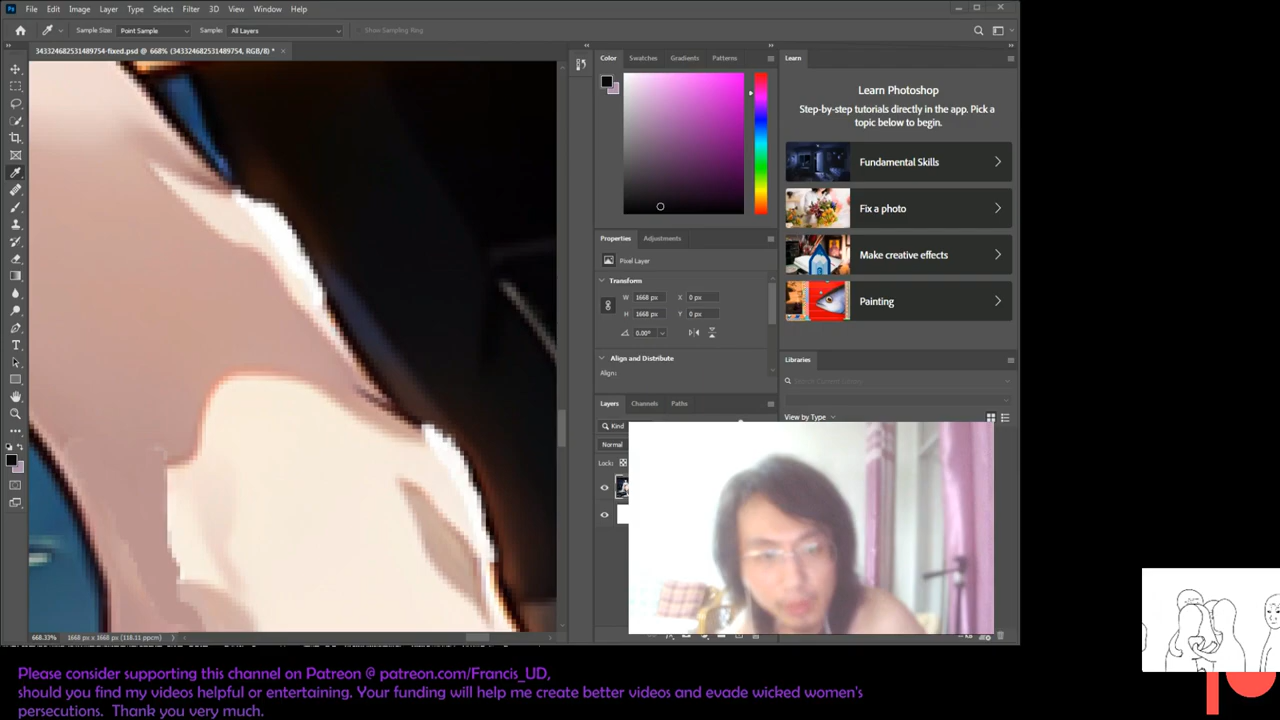 File Edit Image Layer Type Select Filter 3D View Window Help
Sample Size: Point Sample Sample: All Layers Show Sampling Ring
343324682531489754-fixed.psd @ 668% (343324682531489754, RGB/8#) *
Color Swatches Gradients Patterns
Learn
Learn Photoshop
Step-by-step tutorials directly in the app. Pick a
topic below to begin.
Fundamental Skills
Fix a photo
Make creative effects
Painting
Properties Adjustments
Pixel Layer
Transform
W 1668 px X 0 px
H 1668 px Y 0 px
0.00°
Align and Distribute
Align:
Libraries
Search Current Library
View by Type
Layers Channels Paths
Kind
Normal
Lock:
668.33% 1668 px x 1668 px (118.11 ppcm)
Please consider supporting this channel on Patreon @ patreon.com/Francis_UD,
should you find my videos helpful or entertaining. Your funding will help me create better videos and evade wicked women's
persecutions. Thank you very much.